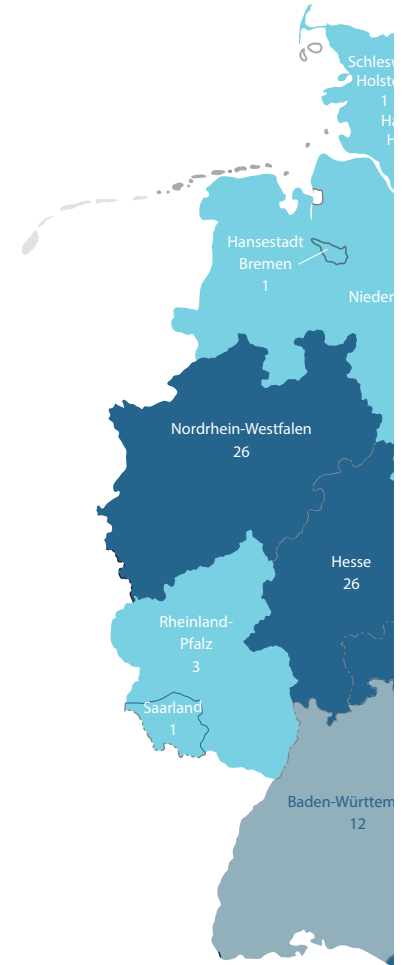 Schlesw
Holste
1
Ha
H
Hansestadt
Bremen
1
Nieder
Nordrhein-Westfalen
26
Hesse
26
Rheinland-
Pfalz
3
Saarland
1
Baden-Württem
12